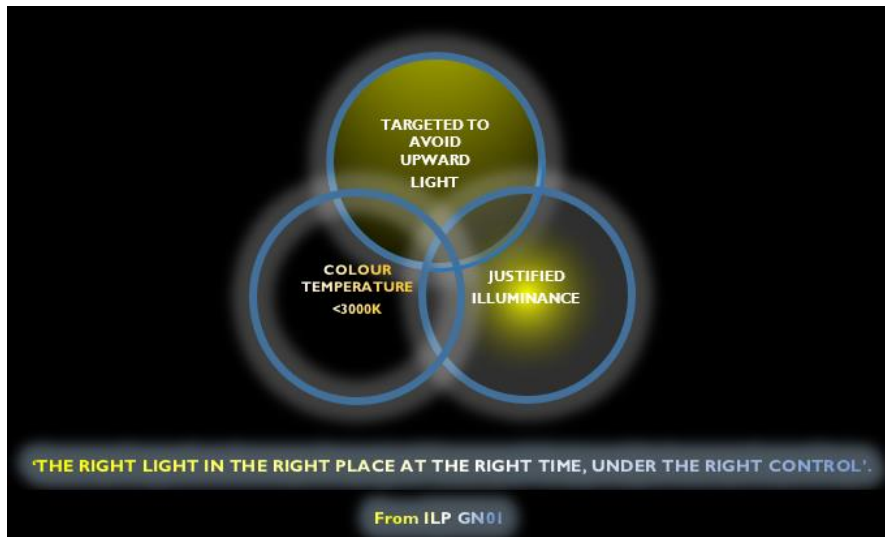 TARGETED TO
AVOID
UPWARD
LIGHT
COLOUR
TEMPERATURE
<3000K
JUSTIFIED
ILLUMINANCE
‘THE RIGHT LIGHT IN THE RIGHT PLACE AT THE RIGHT TIME, UNDER THE RIGHT CONTROL’.
From ILP GN01